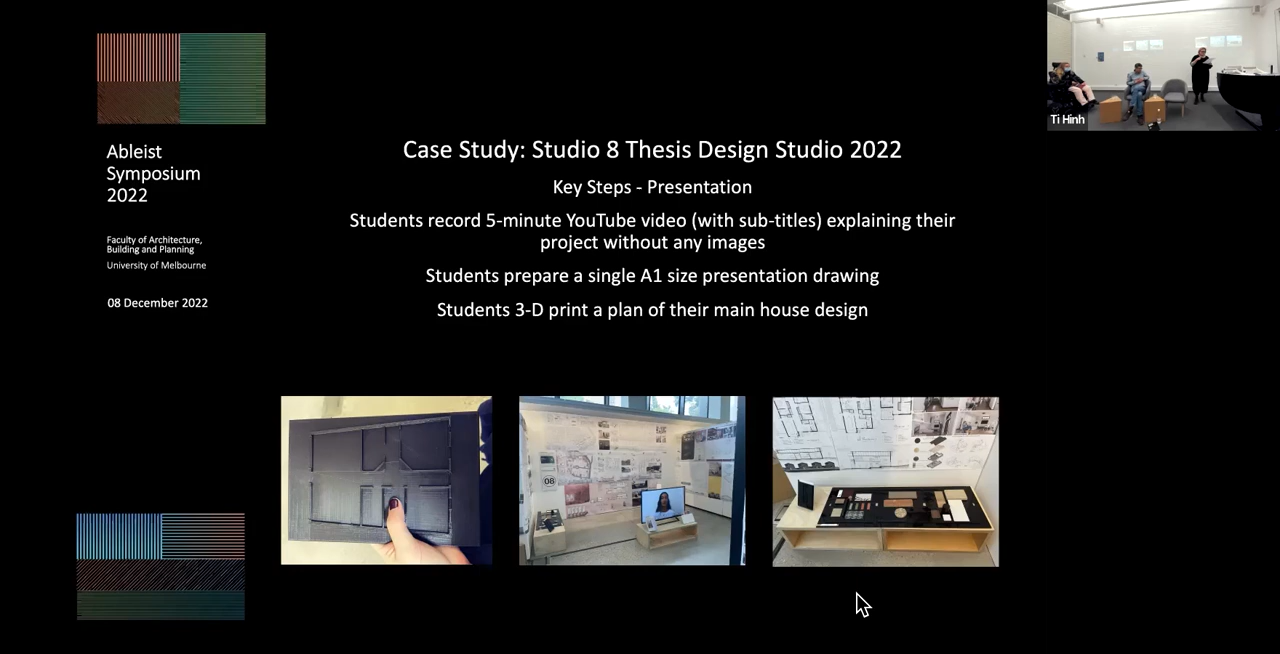 Ableist
Symposium
2022
Faculty of Architecture,
Building and Planning
University of Melbourne
08 December 2022
Case Study: Studio 8 Thesis Design Studio 2022
Key Steps - Presentation
Students record 5-minute YouTube video (with sub-titles) explaining their
project without any images
Students prepare a single A1 size presentation drawing
Students 3-D print a plan of their main house design
08
Ti Hinh